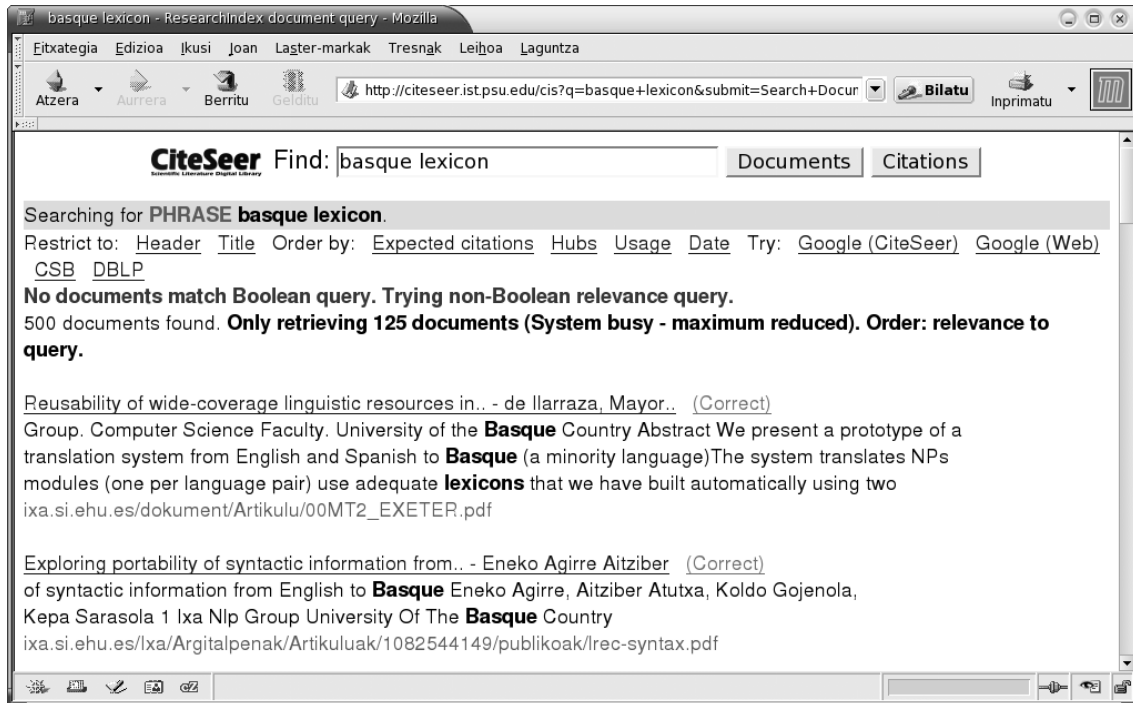 basque lexicon - ResearchIndex document query - Mozilla
Eitxategia Edizioa Ikusi Joan Laster-markak Tresnak Leihoa Laguntza
http://citeseer.ist.psu.edu/cis?q=basque+lexicon&submit=Search+Docur Bilatu
Atzera Aurrera Berritu Gelditu Inprimatu
CiteSeer Find: basque lexicon Documents Citations
Scientific Literature Digital Library
Searching for PHRASE basque lexicon.
Restrict to: Header Title Order by: Expected citations Hubs Usage Date Try: Google (CiteSeer) Google (Web)
CSB DBLP
No documents match Boolean query. Trying non-Boolean relevance query.
500 documents found. Only retrieving 125 documents (System busy - maximum reduced). Order: relevance to
query.
Reusability of wide-coverage linguistic resources in.. - de Ilarraza, Mayor.. (Correct)
Group. Computer Science Faculty. University of the Basque Country Abstract We present a prototype of a
translation system from English and Spanish to Basque (a minority language)The system translates NPs
modules (one per language pair) use adequate lexicons that we have built automatically using two
ixa.si.ehu.es/dokument/Artikulu/00MT2_EXETER.pdf
Exploring portability of syntactic information from.. - Eneko Agirre Aitziber (Correct)
of syntactic information from English to Basque Eneko Agirre, Aitziber Atutxa, Koldo Gojenola,
Kepa Sarasola 1 Ixa Nlp Group University Of The Basque Country
ixa.si.ehu.es/Ixa/Argitalpenak/Artikuluak/1082544149/publikoak/lrec-syntax.pdf